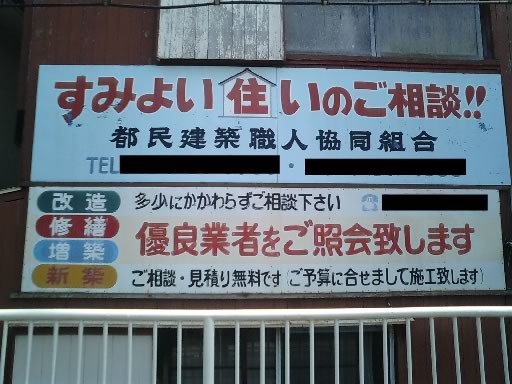 すみよい住いのご相談!!
都民建築職人協同組合
TEL ・
改造 多少にかかわらずご相談下さい ☎
修繕
増築
新築
優良業者をご照会致します
ご相談・見積り無料です(ご予算に合せまして施工致します)